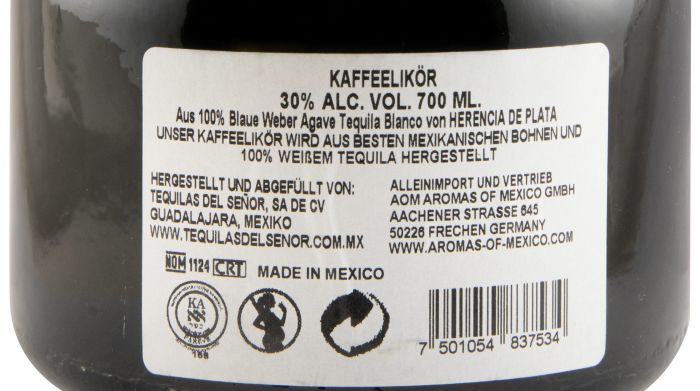 KAFFEELIKÖR
30% ALC. VOL. 700 ML.
Aus 100% Blaue Weber Agave Tequila Blanco von HERENCIA DE PLATA
UNSER KAFFEELIKÖR WIRD AUS BESTEN MEXIKANISCHEN BOHNEN UND
100% WEIßEM TEQUILA HERGESTELLT
HERGESTELLT UND ABGEFÜLLT VON:
TEQUILAS DEL SEÑOR, SA DE CV
GUADALAJARA, MEXIKO
WWW.TEQUILASDELSENOR.COM.MX
ALLEINIMPORT UND VERTRIEB
AOM AROMAS OF MEXICO GMBH
AACHENER STRASSE 645
50226 FRECHEN GERMANY
WWW.AROMAS-OF-MEXICO.COM
NOM 1124 CRT MADE IN MEXICO
KA
PAREVE
7 501054 837534